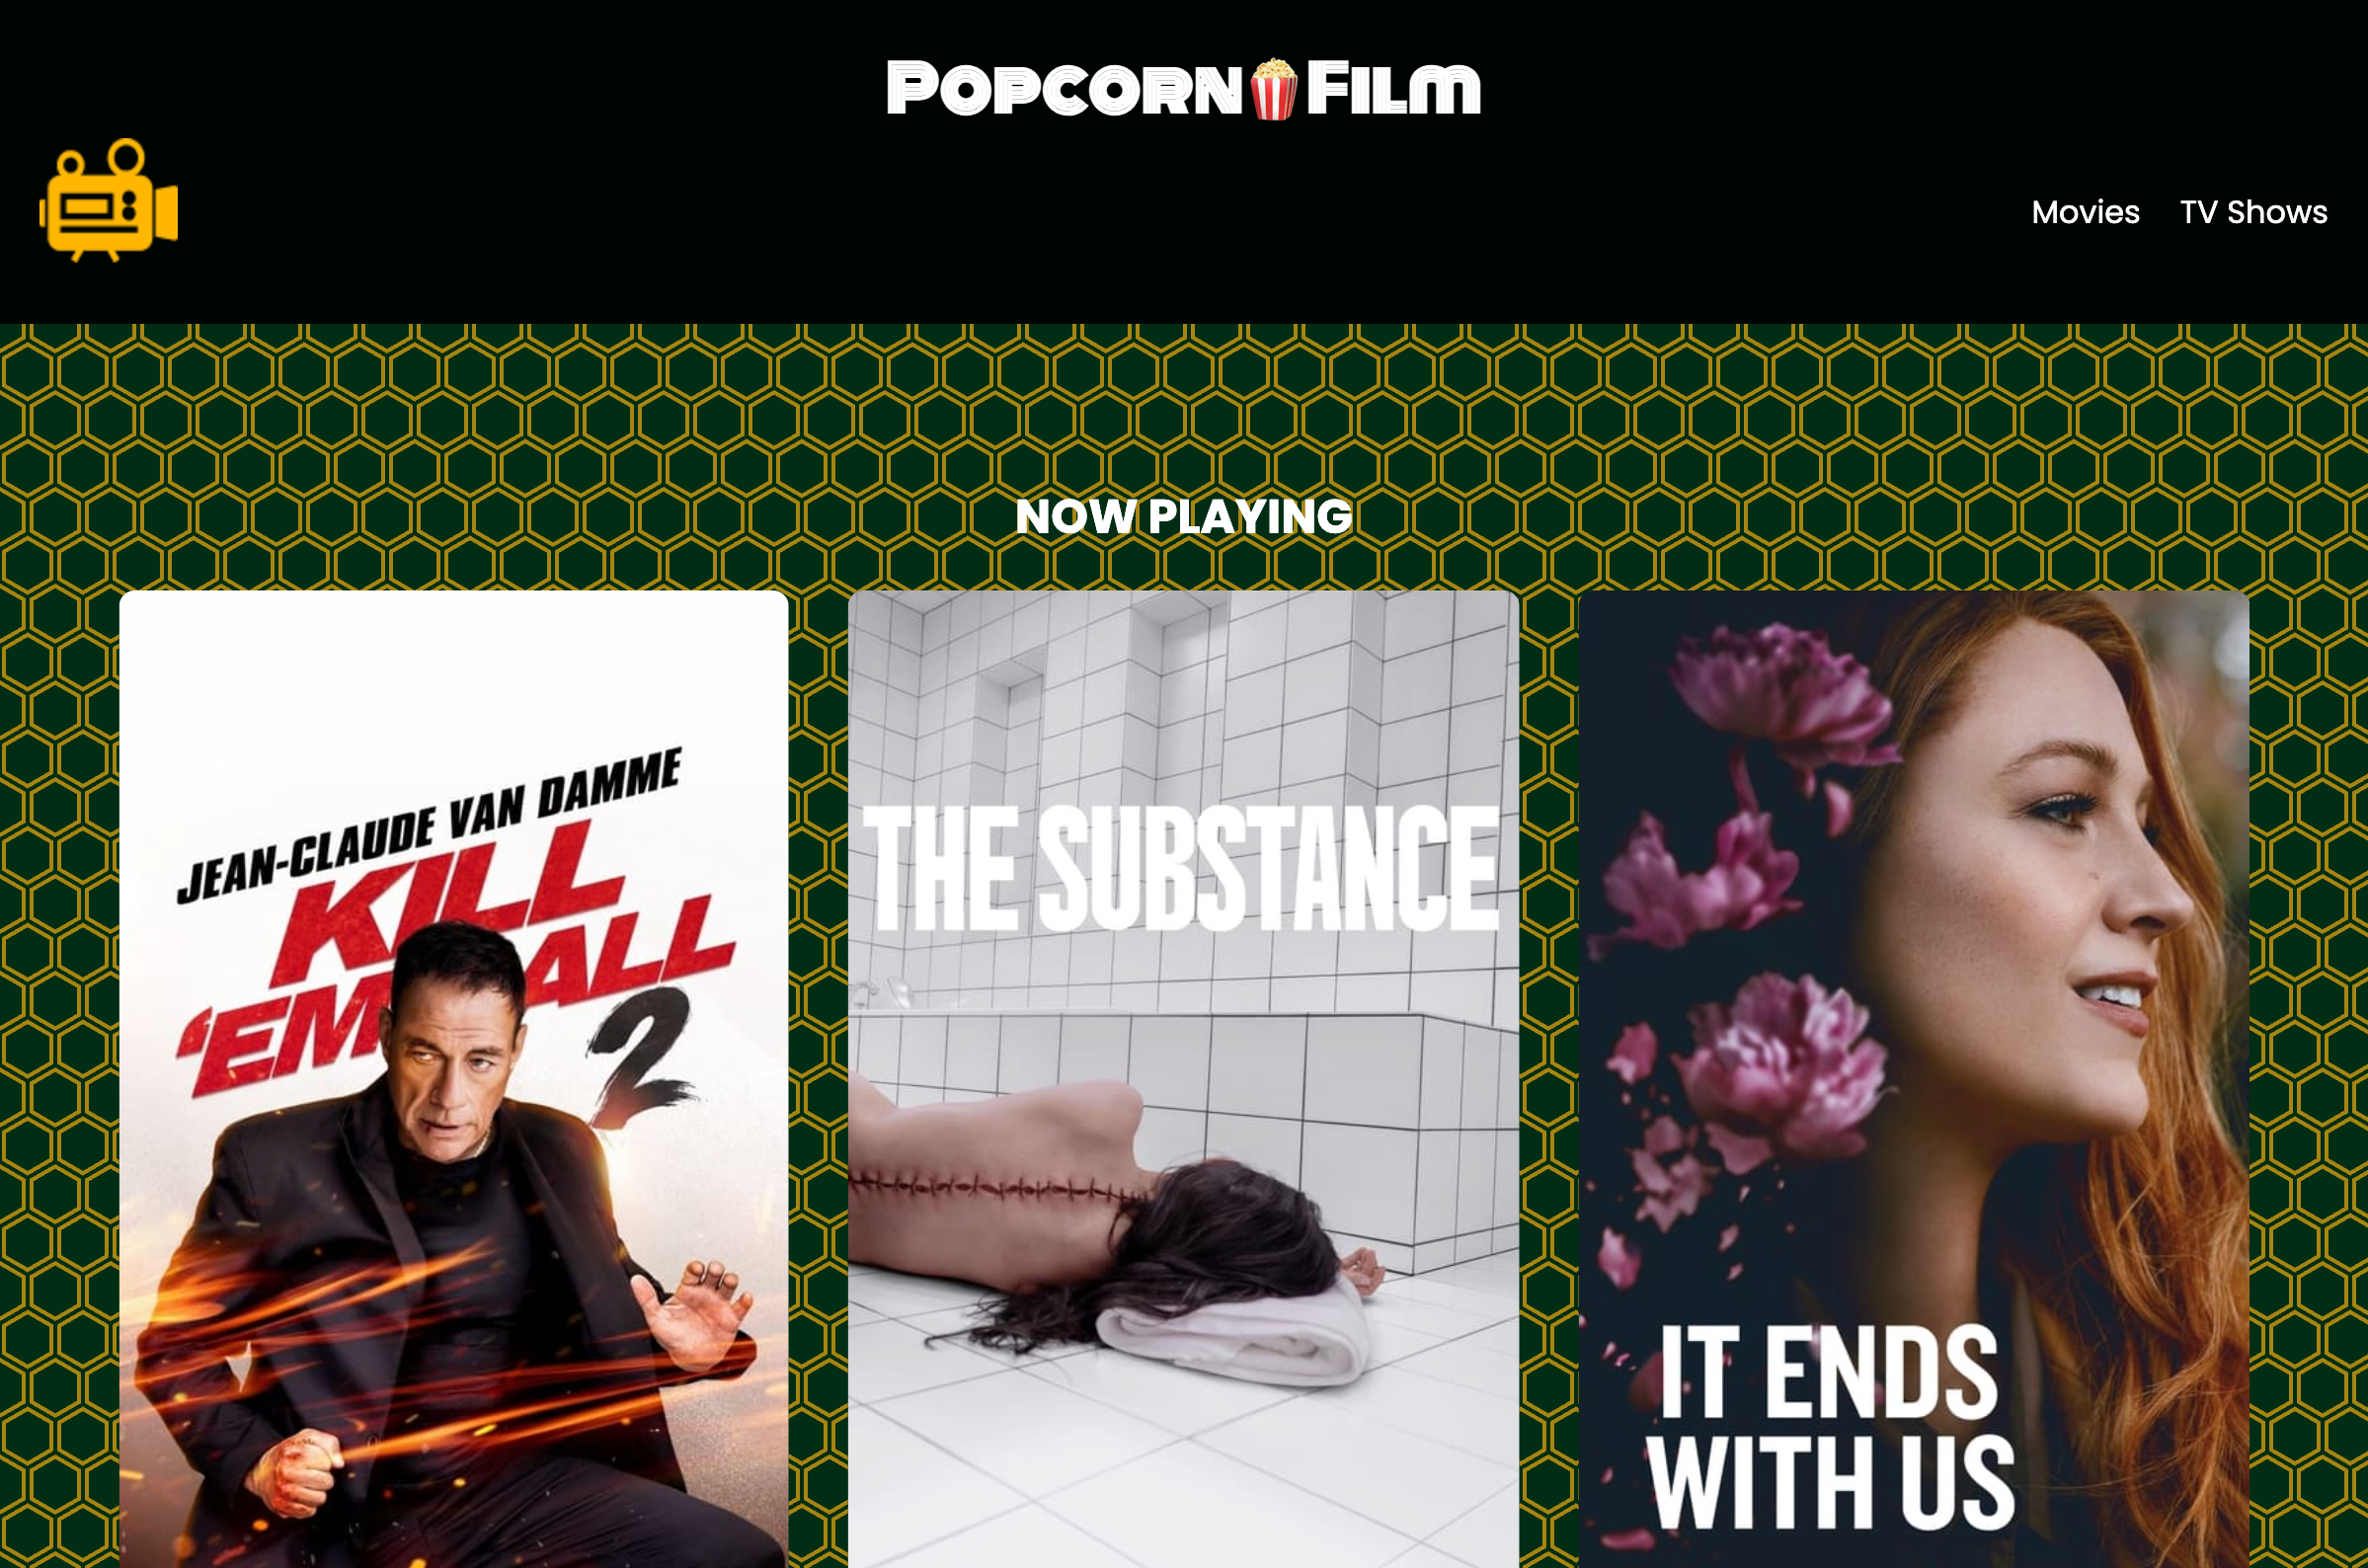 POPCORN🍿FILM
Movies TV Shows
NOW PLAYING
JEAN-CLAUDE VAN DAMME
KILL
'EM ALL
2
THE SUBSTANCE
IT ENDS
WITH US